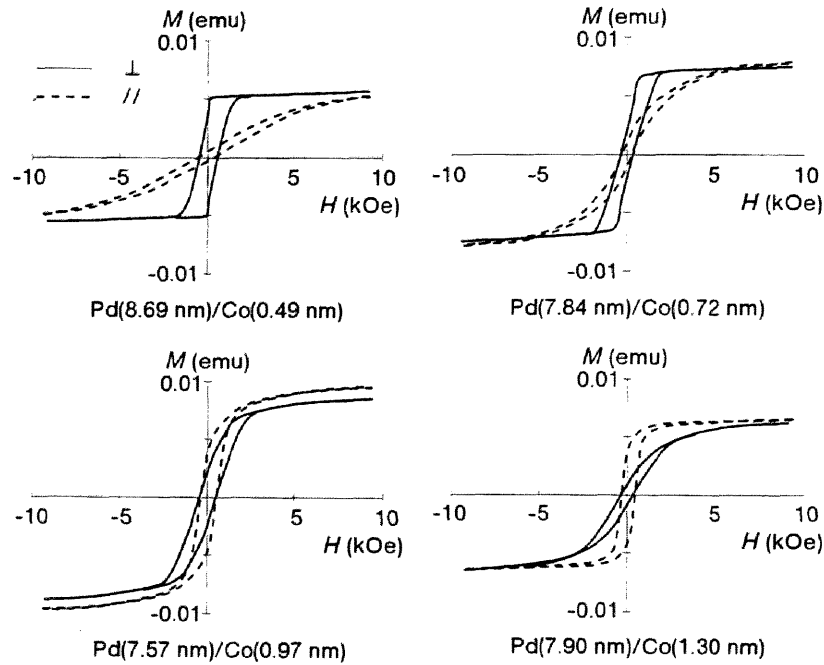 M (emu)
0.01
⊥
//
-10
-5
5
10
H (kOe)
-0.01
Pd(8.69 nm)/Co(0.49 nm)
M (emu)
0.01
-10
-5
5
10
H (kOe)
-0.01
Pd(7.84 nm)/Co(0.72 nm)
M (emu)
0.01
-10
-5
5
10
H (kOe)
-0.01
Pd(7.57 nm)/Co(0.97 nm)
M (emu)
0.01
-10
-5
5
10
H (kOe)
-0.01
Pd(7.90 nm)/Co(1.30 nm)